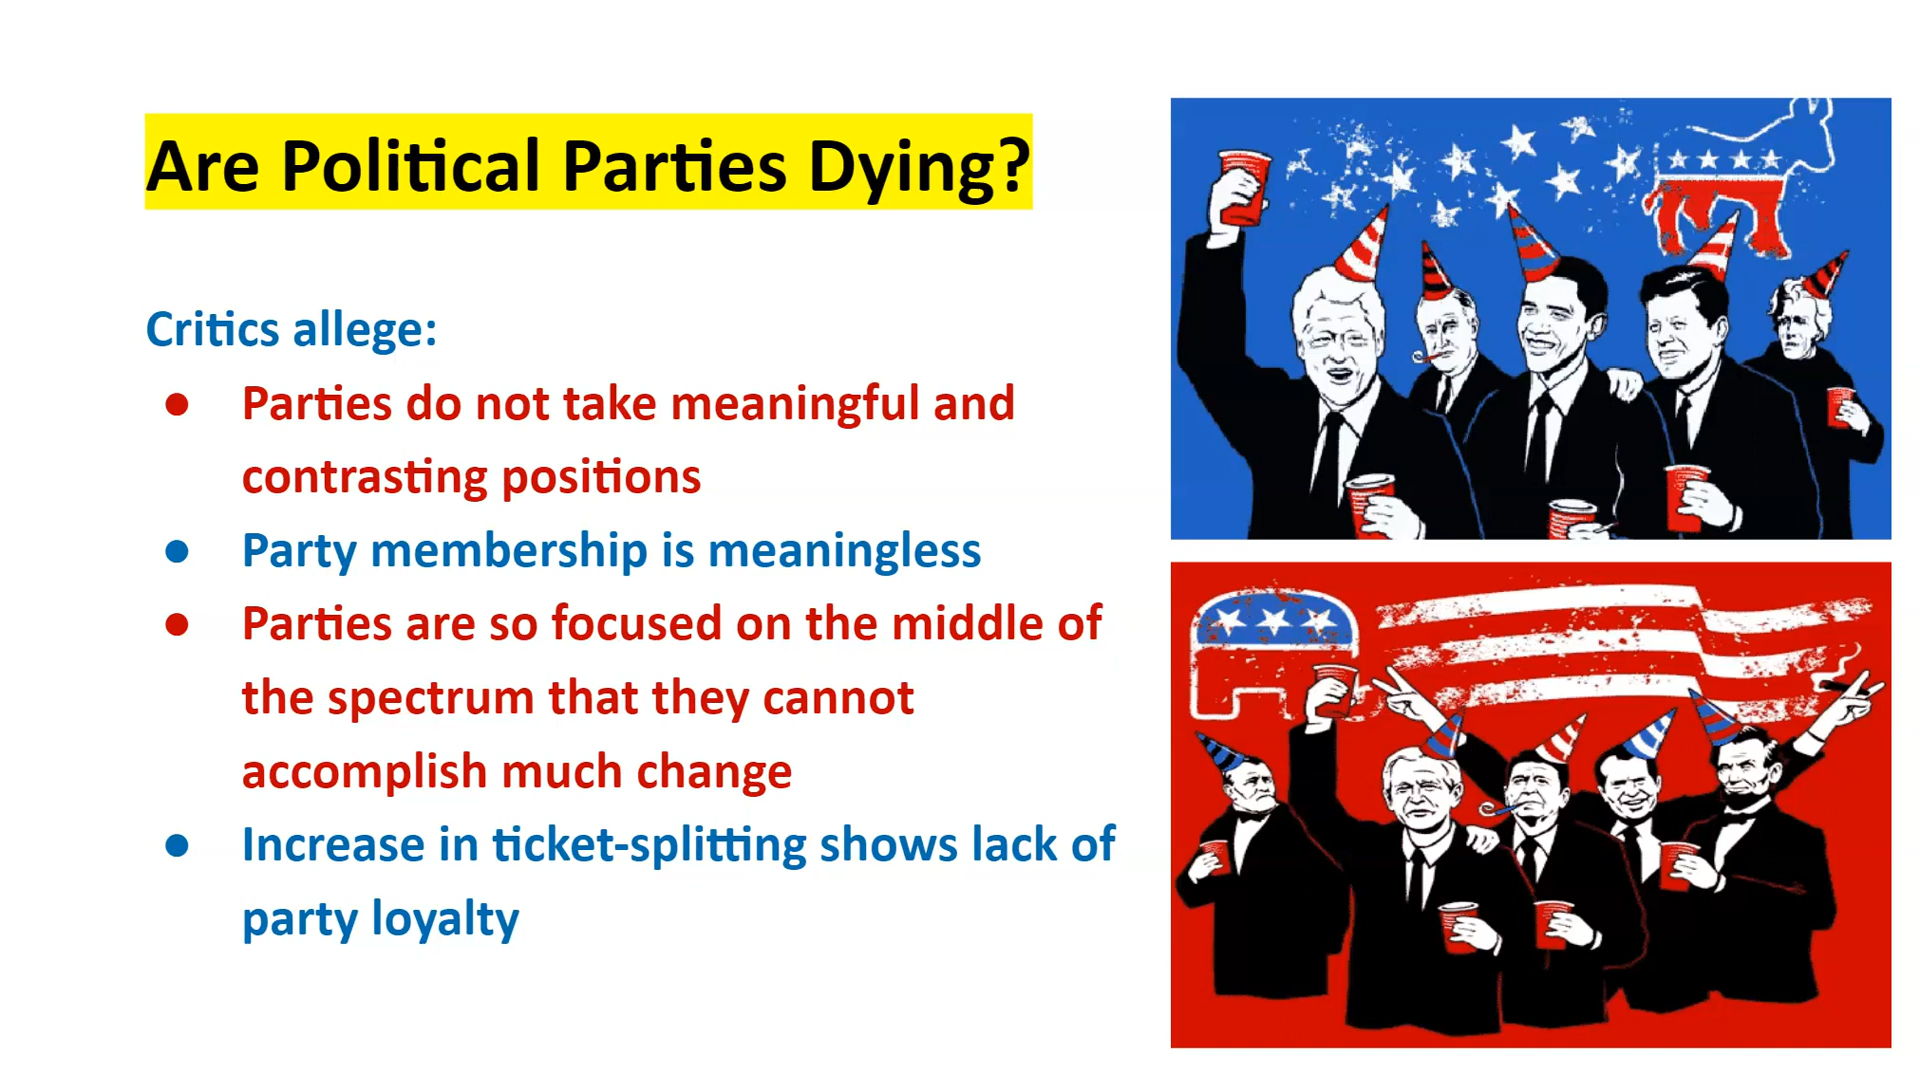 Are Political Parties Dying?
Critics allege:
● Parties do not take meaningful and
contrasting positions
● Party membership is meaningless
● Parties are so focused on the middle of
the spectrum that they cannot
accomplish much change
● Increase in ticket-splitting shows lack of
party loyalty